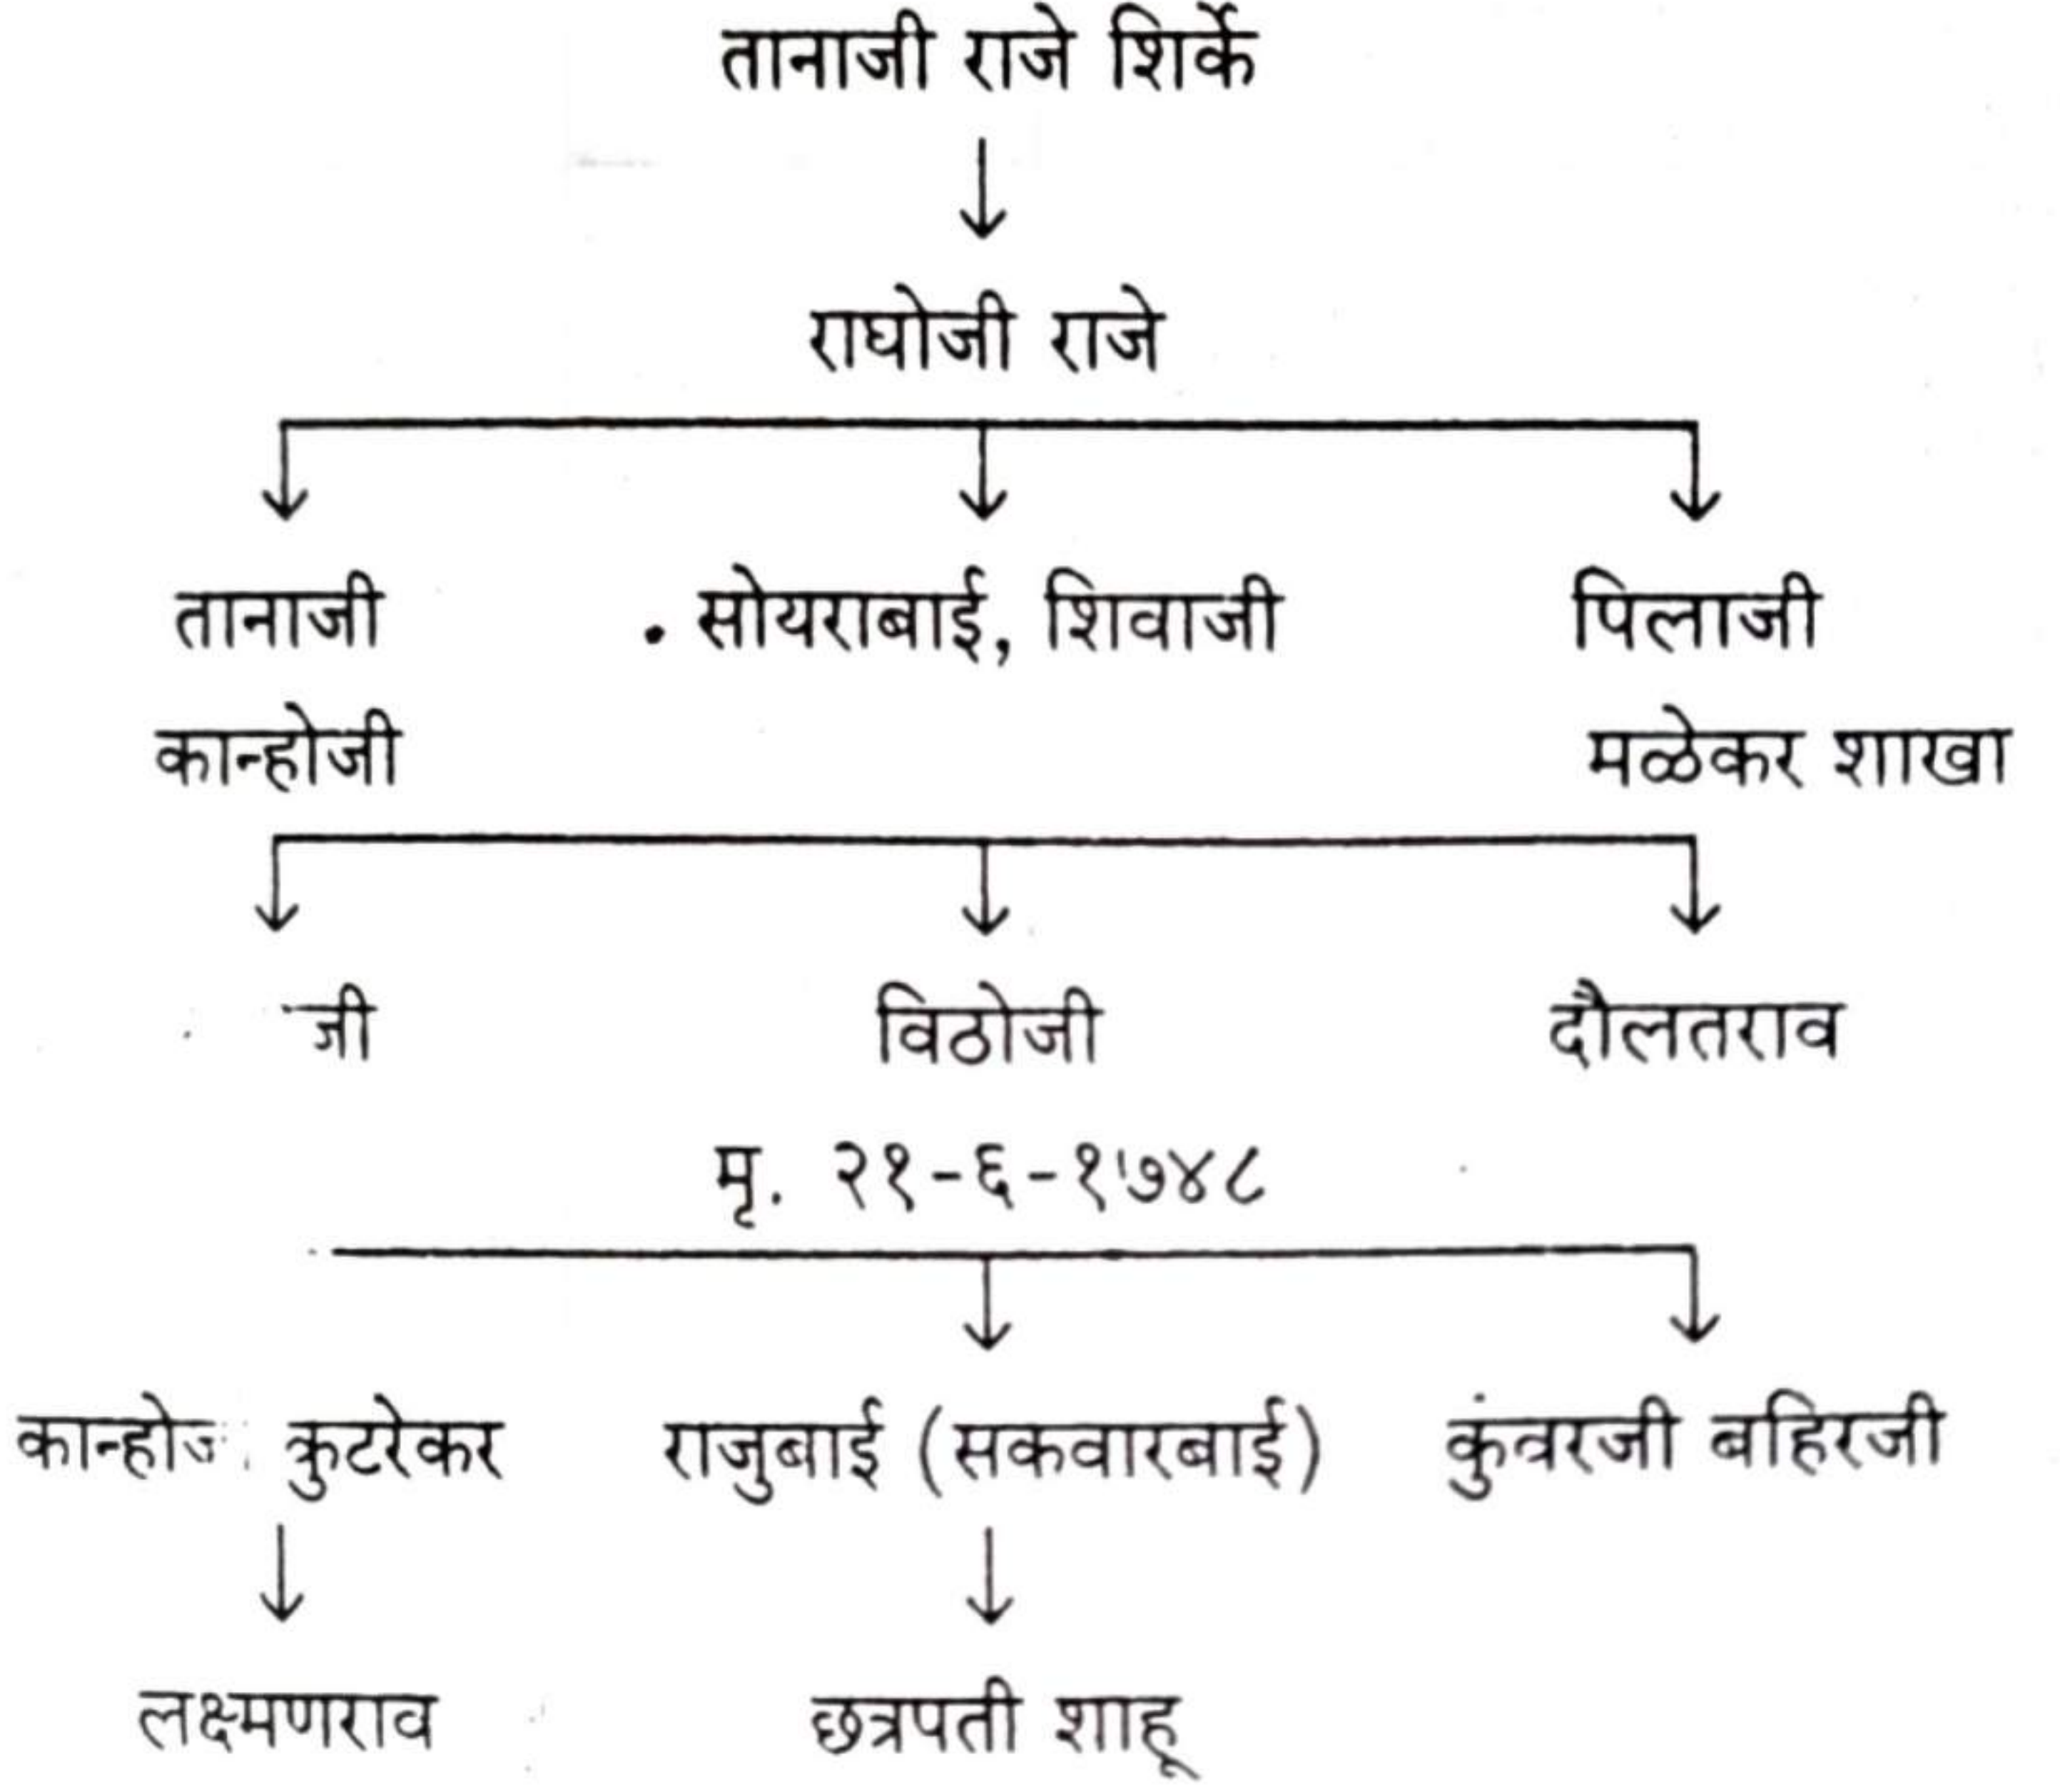 तानाजी राजे शिर्के
राघोजी राजे
तानाजी सोयराबाई, शिवाजी पिलाजी
कान्होजी मळेकर शाखा
विठोजी दौलतराव
मृ. २१-६-१७४८
कुटरेकर राजुबाई (सकवारबाई) कुंवरजी बहिरजी
लक्ष्मणराव छत्रपती शाहू